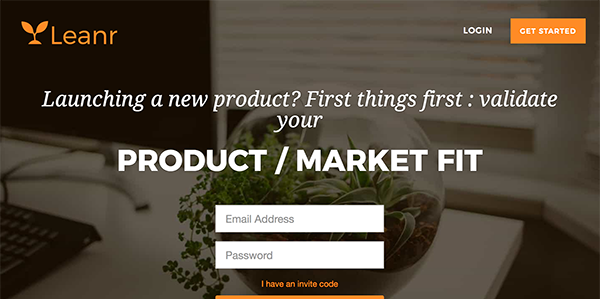 Leanr
LOGIN
GET STARTED
Launching a new product? First things first : validate
your
PRODUCT / MARKET FIT
Email Address
Password
I have an invite code